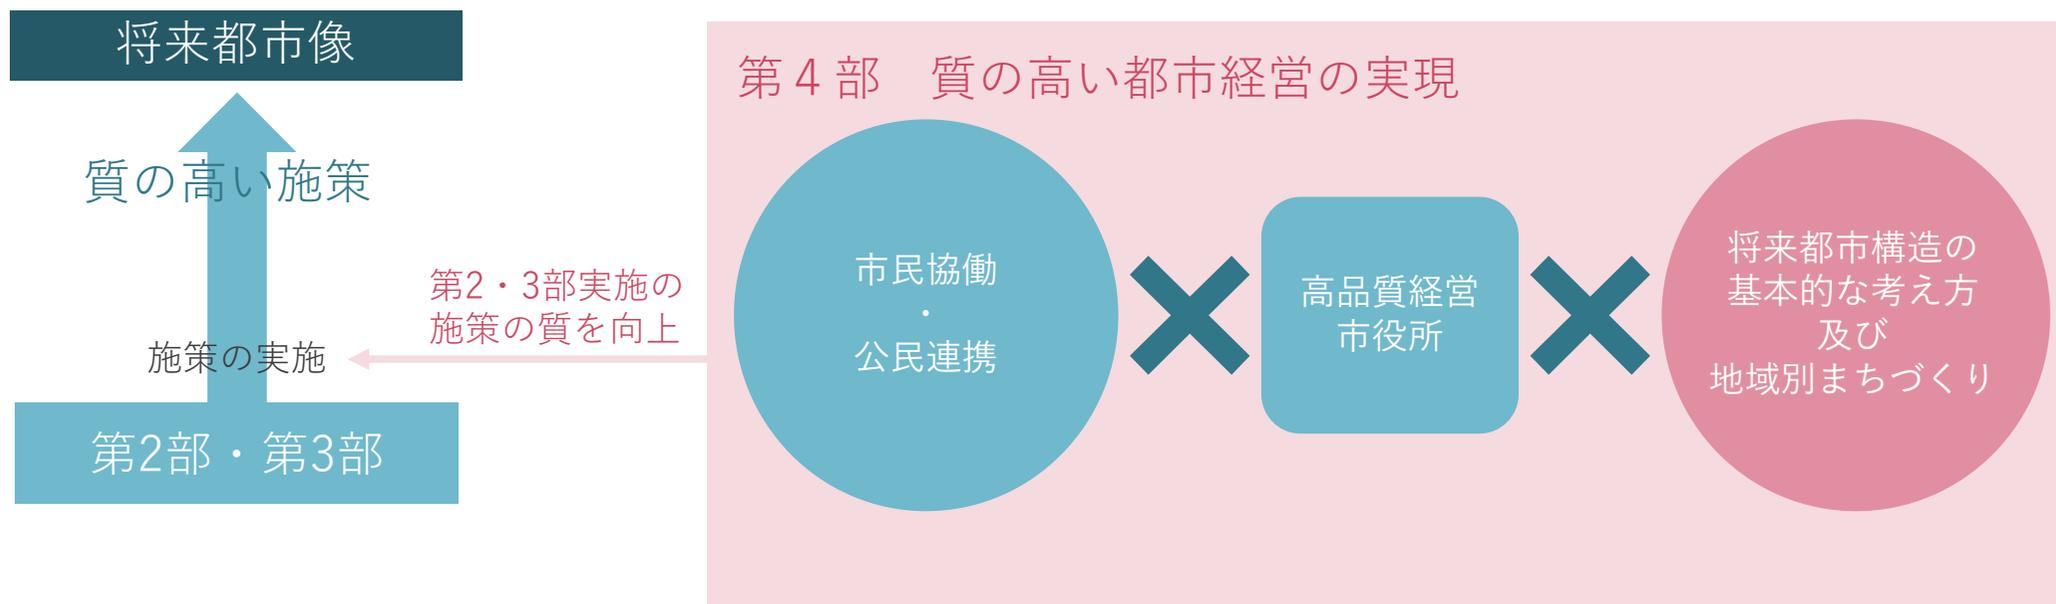 将来都市像
質の高い施策
施策の実施
第2部・第3部
第2・3部実施の
施策の質を向上
第４部　質の高い都市経営の実現
市民協働
・
公民連携
高品質経営
市役所
将来都市構造の
基本的な考え方
及び
地域別まちづくり